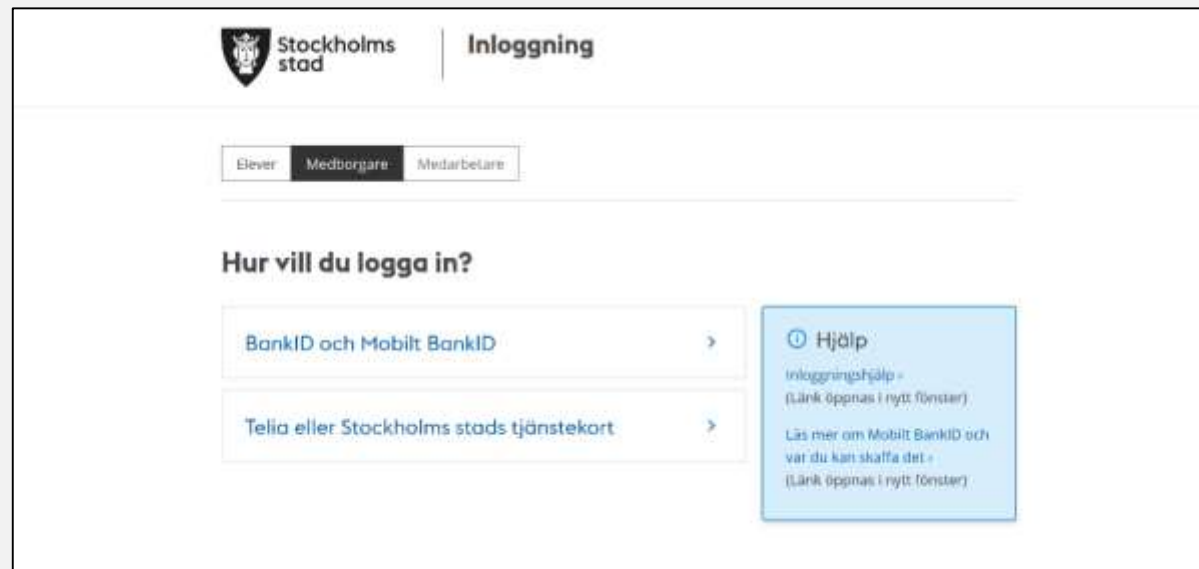 Stockholms
stad
Inloggning
Elever Medborgare Medarbetare
Hur vill du logga in?
BankID och Mobilt BankID
Telia eller Stockholms stads tjänstekort
Hjälp
Inloggningshjälp ›
(Länk öppnas i nytt fönster)
Läs mer om Mobilt BankID och
var du kan skaffa det ›
(Länk öppnas i nytt fönster)